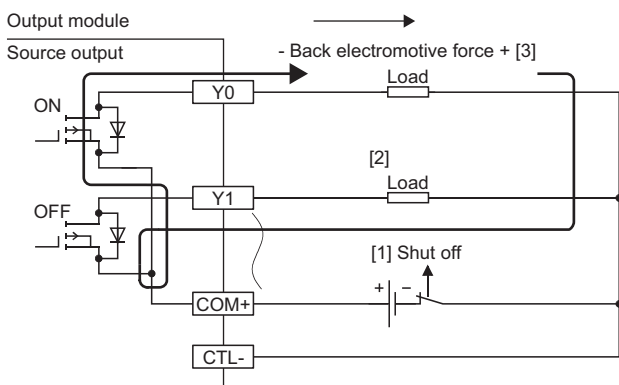 Output module
Source output
- Back electromotive force + [3]
Load
Y0
ON
[2]
Load
Y1
OFF
[1] Shut off
+ −
COM+
CTL-